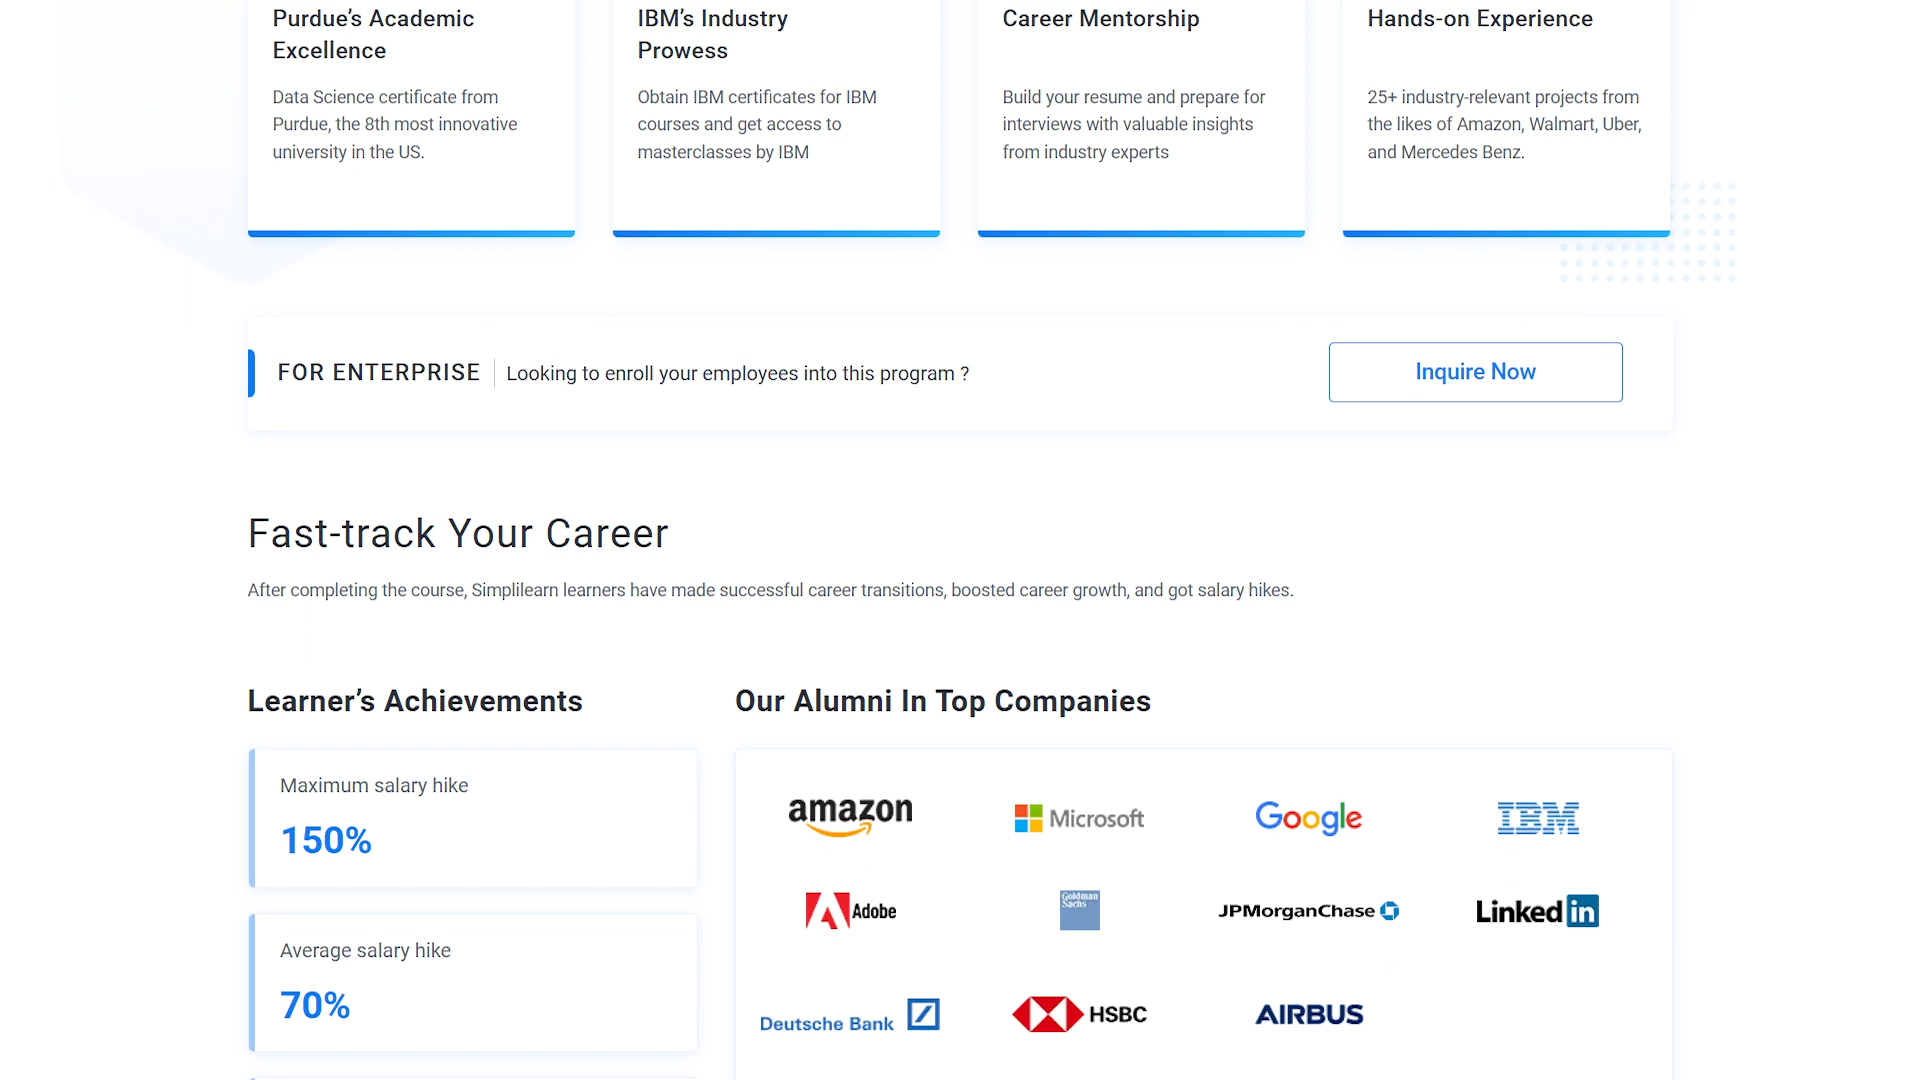 Purdue’s Academic
Excellence
Data Science certificate from
Purdue, the 8th most innovative
university in the US.
IBM’s Industry
Prowess
Obtain IBM certificates for IBM
courses and get access to
masterclasses by IBM
Career Mentorship
Build your resume and prepare for
interviews with valuable insights
from industry experts
Hands-on Experience
25+ industry-relevant projects from
the likes of Amazon, Walmart, Uber,
and Mercedes Benz.
FOR ENTERPRISE
Looking to enroll your employees into this program ?
Inquire Now
Fast-track Your Career
After completing the course, Simplilearn learners have made successful career transitions, boosted career growth, and got salary hikes.
Learner’s Achievements
Maximum salary hike
150%
Average salary hike
70%
Our Alumni In Top Companies
amazon
Microsoft
Google
IBM
Adobe
Goldman
Sachs
JPMorganChase
Linked in
Deutsche Bank
HSBC
AIRBUS